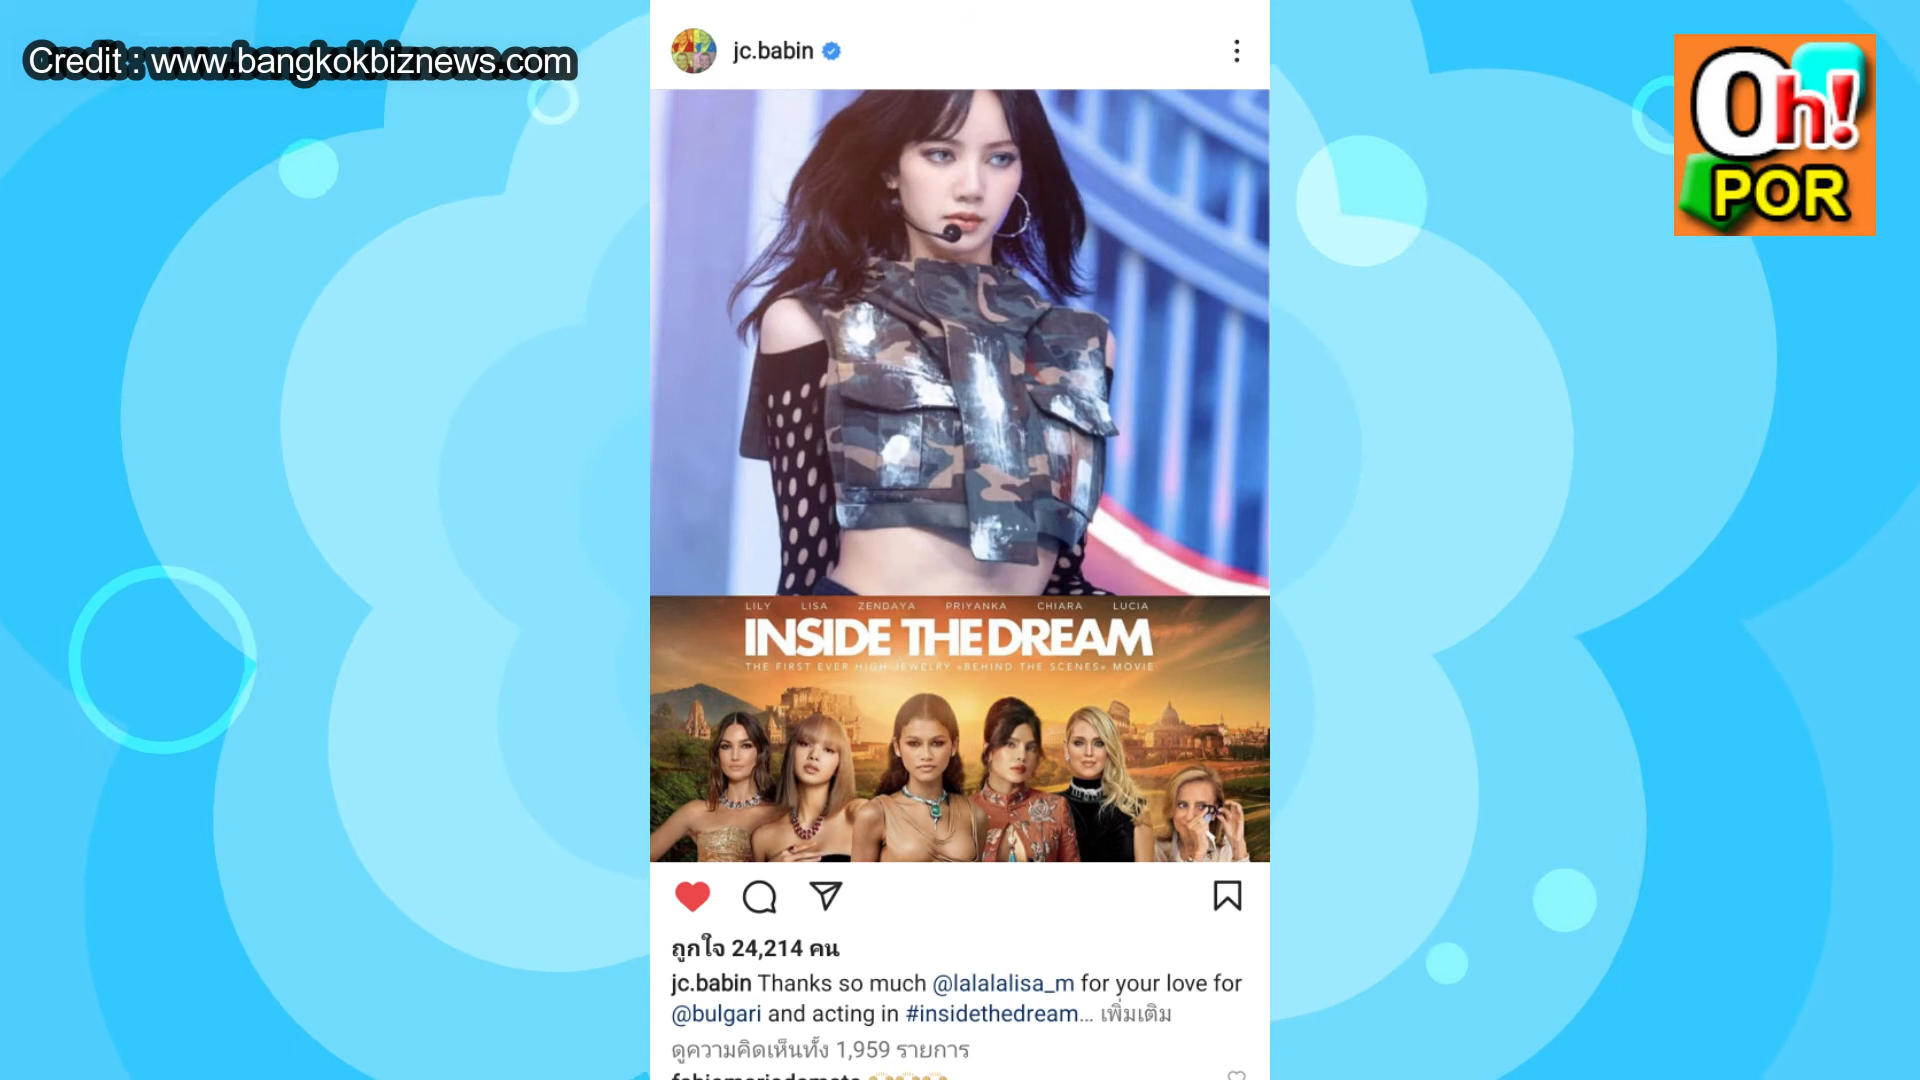 Credit : www.bangkokbiznews.com
jc.babin
Oh!
POR
LILY LISA ZENDAYA PRIYANKA CHIARA LUCIA
INSIDE THE DREAM
THE FIRST EVER HIGH JEWELRY «BEHIND THE SCENES» MOVIE
ถูกใจ 24,214 คน
jc.babin Thanks so much @lalalalisa_m for your love for
@bulgari and acting in #insidethedream... เพิ่มเติม
ดูความคิดเห็นทั้ง 1,959 รายการ